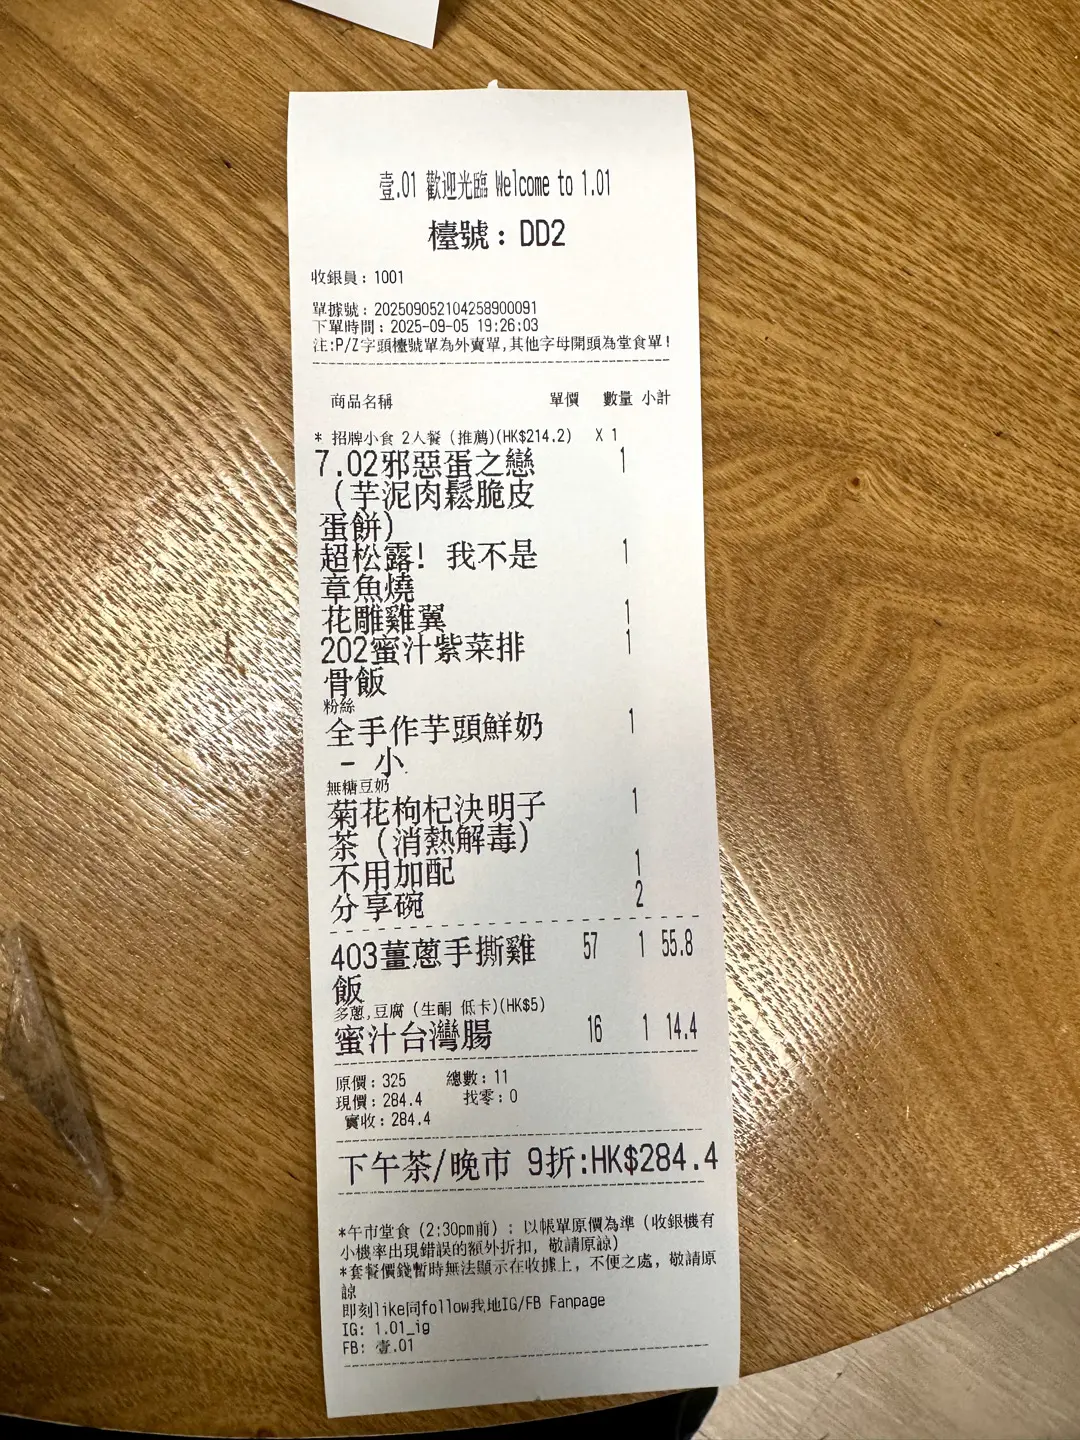 壹.01 歡迎光臨 Welcome to 1.01
檯號：DD2
收銀員：1001
單據號：202509052104258900091
下單時間：2025-09-05 19:26:03
注:P/Z字頭檯號單為外賣單,其他字母開頭為堂食單!
商品名稱 單價 數量 小計
* 招牌小食 2人餐 (推薦)(HK$214.2) X 1
7.02邪惡蛋之戀 1
(芋泥肉鬆脆皮
蛋餅)
超松露! 我不是 1
章魚燒
花雕雞翼 1
202蜜汁紫菜排 1
骨飯
粉絲
全手作芋頭鮮奶 1
- 小
無糖豆奶
菊花枸杞決明子 1
茶 (消熱解毒)
不用加配 1
分享碗 2
403薑蔥手撕雞 57 1 55.8
飯
多蔥,豆腐 (生酮 低卡)(HK$5)
蜜汁台灣腸 16 1 14.4
原價：325 總數：11
現價：284.4 找零：0
實收：284.4
下午茶/晚市 9折:HK$284.4
*午市堂食 (2:30pm前) : 以帳單原價為準 (收銀機有
小機率出現錯誤的額外折扣, 敬請原諒)
*套餐價錢暫時無法顯示在收據上, 不便之處, 敬請原
諒
即刻like同follow我地IG/FB Fanpage
IG: 1.01_ig
FB: 壹.01